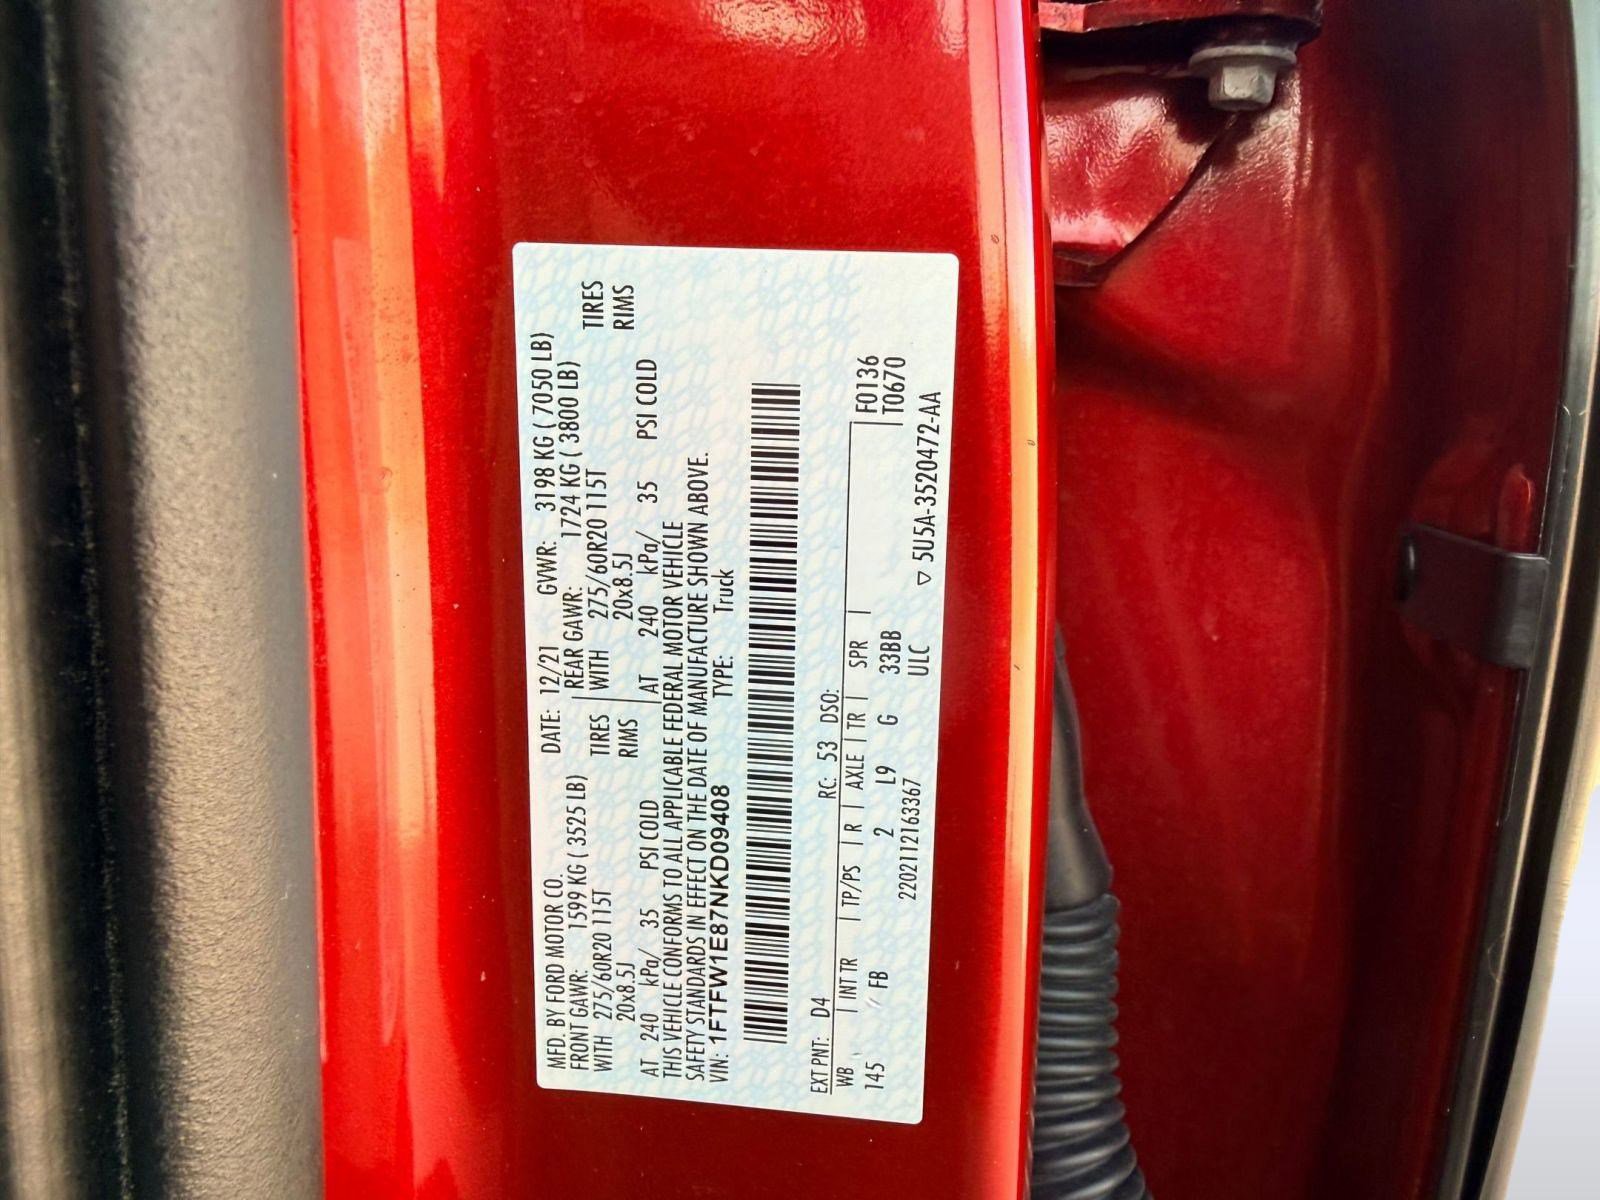 MFD. BY FORD MOTOR CO. DATE: 12/21 GVWR: 3198 KG ( 7050 LB)
FRONT GAWR: 1599 KG ( 3525 LB) REAR GAWR: 1724 KG ( 3800 LB)
WITH 275/60R20 115T TIRES WITH 275/60R20 115T TIRES
20x8.5J RIMS 20x8.5J RIMS
AT 240 kPa/ 35 PSI COLD AT 240 kPa/ 35 PSI COLD
THIS VEHICLE CONFORMS TO ALL APPLICABLE FEDERAL MOTOR VEHICLE
SAFETY STANDARDS IN EFFECT ON THE DATE OF MANUFACTURE SHOWN ABOVE.
VIN: 1FTFW1E87NKD09408 TYPE: Truck
EXT PNT: D4 RC: 53 DSO:
WB INT TR TP/PS R AXLE TR SPR F0136
145 FB 2 L9 G 33BB T0670
2202112163367 ULC ▽ 5U5A-3520472-AA